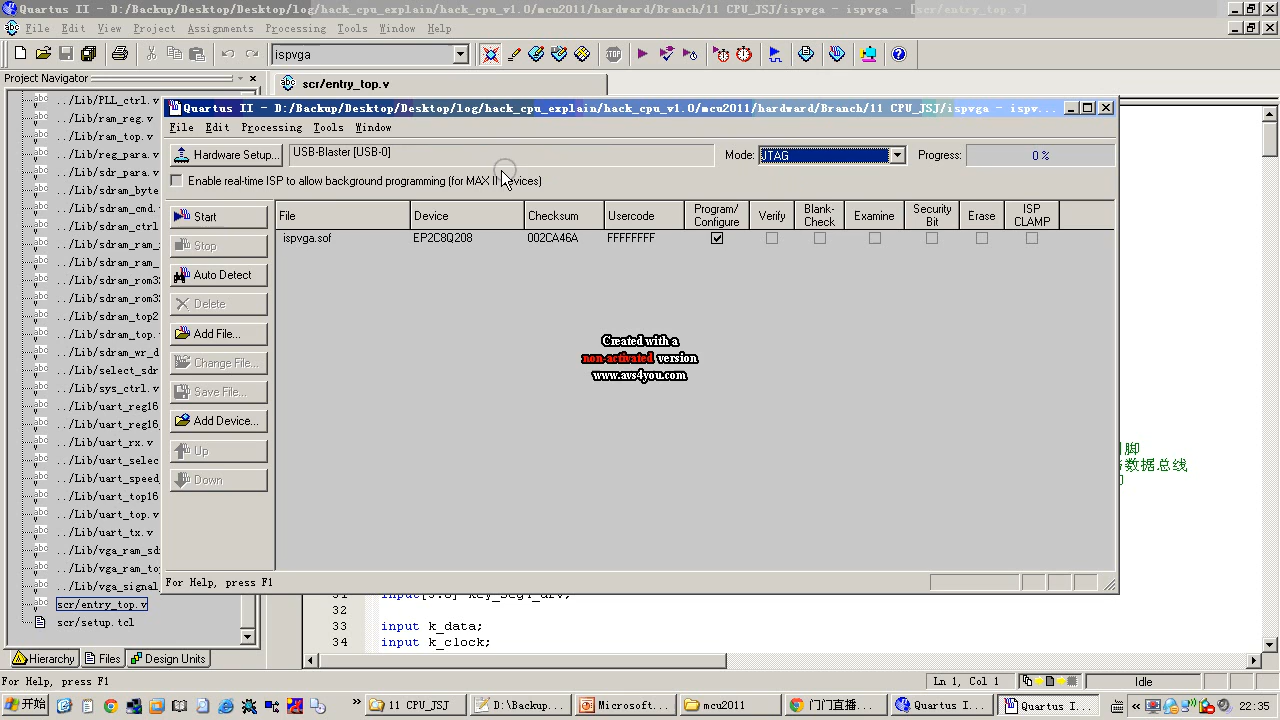 Quartus II - D:/Backup/Desktop/Desktop/log/hack_cpu_explain/hack_cpu_v1.0/mcu2011/hardward/Branch/11 CPU_JSJ/ispvga - ispvga - [scr/entry_top.v]
File Edit View Project Assignments Processing Tools Window Help
ispvga
Project Navigator
scr/entry_top.v
../Lib/PLL_ctrl.v
../Lib/ram_reg.v
../Lib/ram_top.v
../Lib/reg_para.v
../Lib/sdr_para.v
../Lib/sdram_byte
../Lib/sdram_cmd.
../Lib/sdram_ctrl
../Lib/sdram_ram_
../Lib/sdram_rom3
../Lib/sdram_rom3
../Lib/sdram_top2
../Lib/sdram_top.
../Lib/sdram_wr_d
../Lib/select_sdr
../Lib/sys_ctrl.v
../Lib/uart_reg16
../Lib/uart_reg16
../Lib/uart_rx.v
../Lib/uart_selec
../Lib/uart_speed
../Lib/uart_top16
../Lib/uart_top.v
../Lib/uart_tx.v
../Lib/vga_ram_sd
../Lib/vga_ram_to
../Lib/vga_signal
scr/entry_top.v
scr/setup.tcl
Hierarchy Files Design Units
Quartus II - D:/Backup/Desktop/Desktop/log/hack_cpu_explain/hack_cpu_v1.0/mcu2011/hardward/Branch/11 CPU_JSJ/ispvga - ispv...
File Edit Processing Tools Window
Hardware Setup... USB-Blaster [USB-0] Mode: JTAG Progress: 0 %
Enable real-time ISP to allow background programming (for MAX II devices)
Start
Stop
Auto Detect
Delete
Add File...
Change File...
Save File...
Add Device...
Up
Down
File Device Checksum Usercode Program/ Configure Verify Blank- Check Examine Security Bit Erase ISP CLAMP
ispvga.sof EP2C8Q208 002CA46A FFFFFFFF
Created with a
non-activated version
www.avs4you.com
For Help, press F1
脚
数据总线
32
33 input k_data;
34 input k_clock;
For Help, press F1 Ln 1, Col 1 Idle
开始 11 CPU_JSJ D:\Backup... Microsoft... mcu2011 门门直播... Quartus I... Quartus I... 22:35